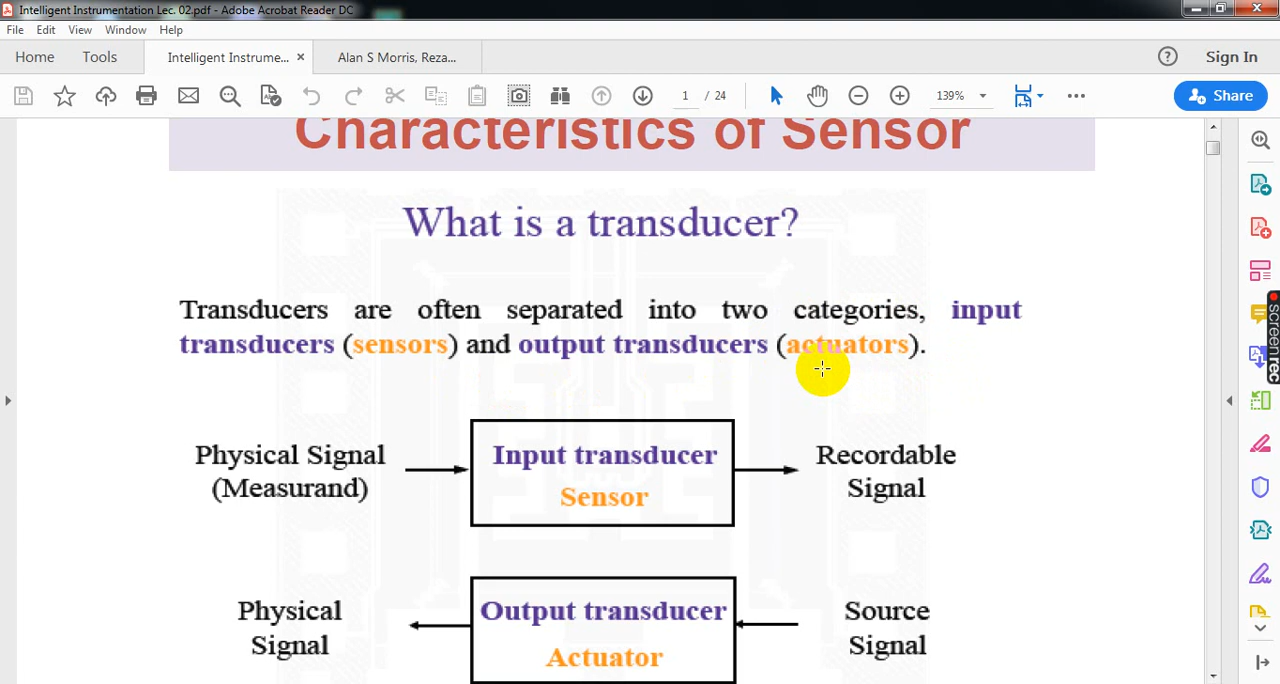 Intelligent Instrumentation Lec. 02.pdf - Adobe Acrobat Reader DC
File Edit View Window Help
Home Tools Intelligent Instrume... × Alan S Morris, Reza... Sign In
1 / 24 139% Share
Characteristics of Sensor
What is a transducer?
Transducers are often separated into two categories, input
transducers (sensors) and output transducers (actuators).
Physical Signal
(Measurand)
Input transducer
Sensor
Recordable
Signal
Physical
Signal
Output transducer
Actuator
Source
Signal
screenrec